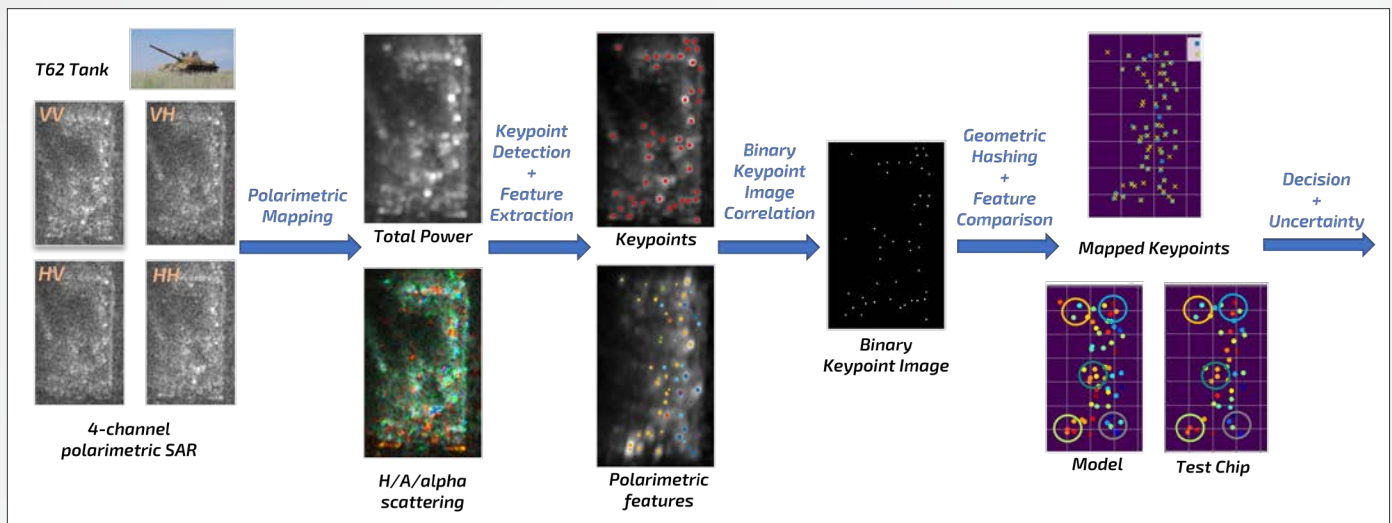 T62 Tank
VV
VH
HV
HH
4-channel
polarimetric SAR
Polarimetric
Mapping
Total Power
H/A/alpha
scattering
Keypoint
Detection
+
Feature
Extraction
Keypoints
Polarimetric
features
Binary
Keypoint
Image
Correlation
Binary
Keypoint Image
Geometric
Hashing
+
Feature
Comparison
Mapped Keypoints
Model
Test Chip
Decision
+
Uncertainty